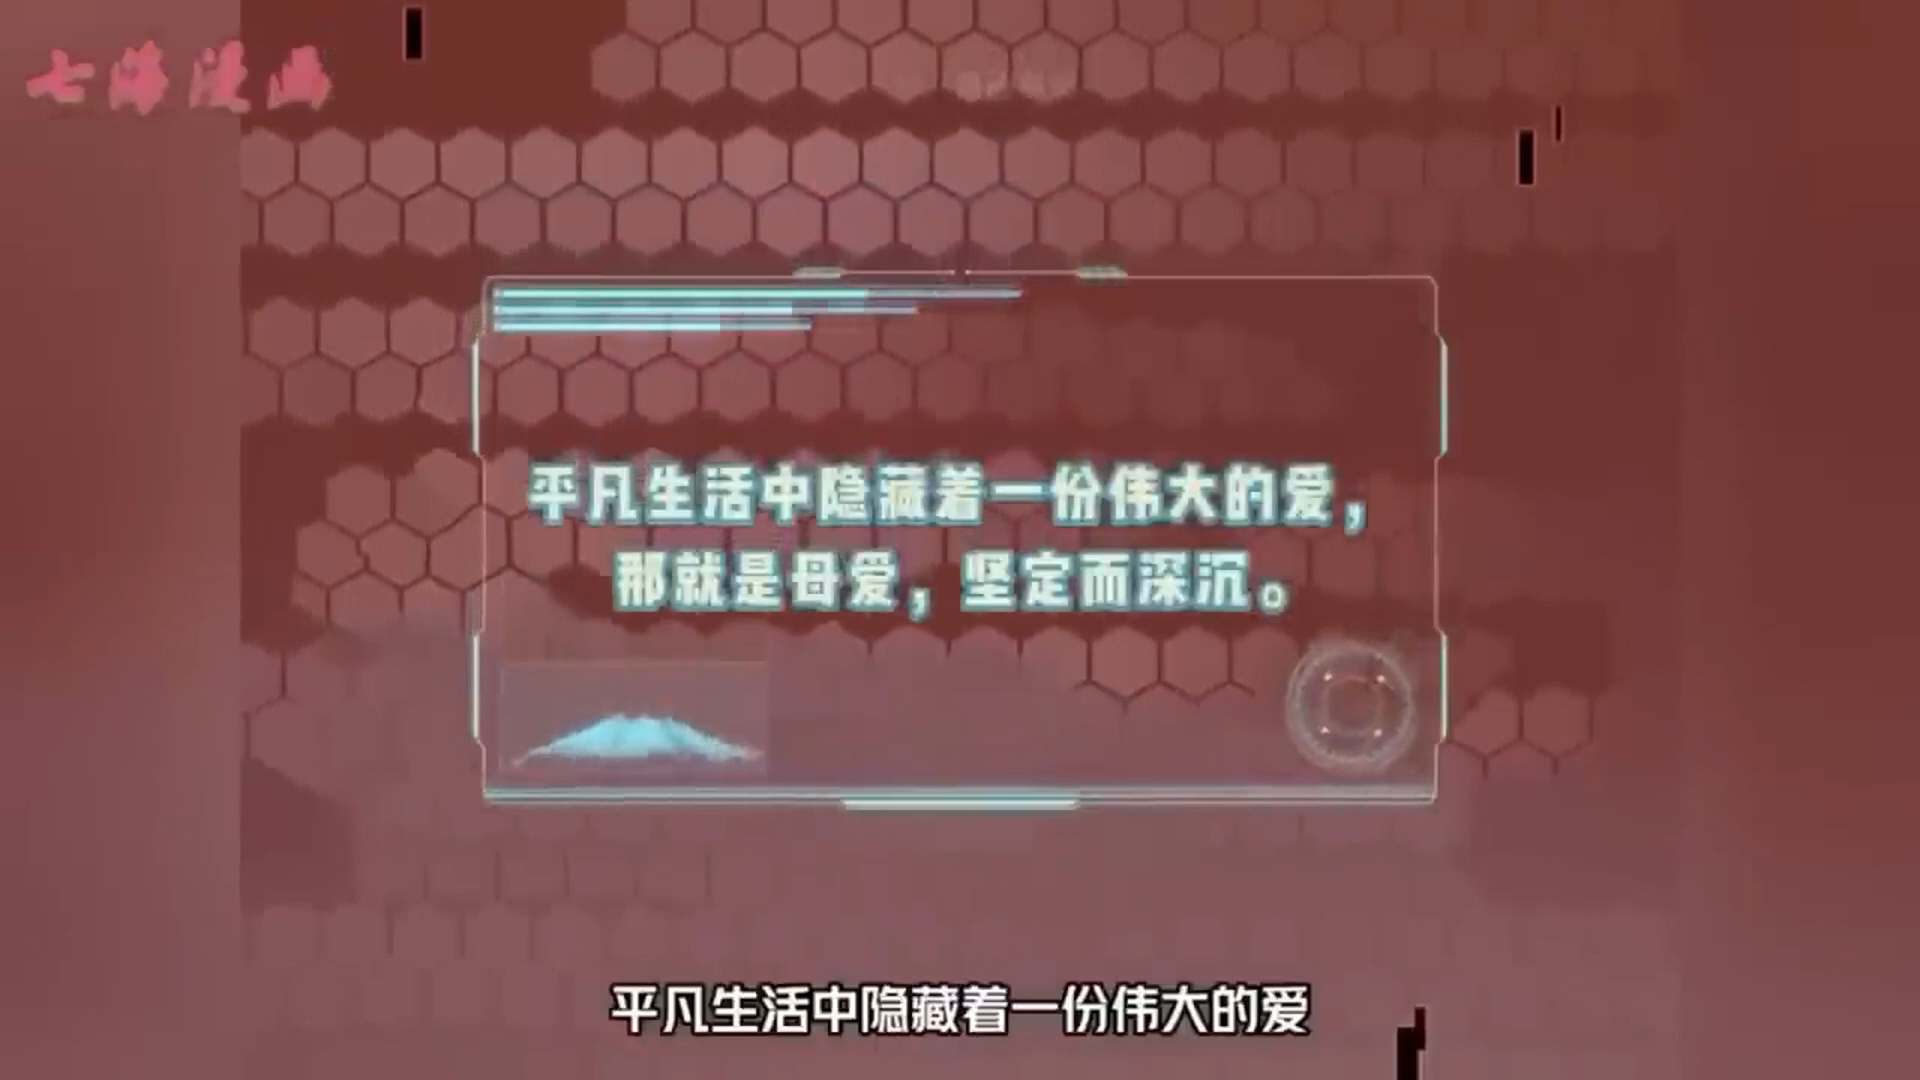 七海漫画
平凡生活中隐藏着一份伟大的爱，
那就是母爱，坚定而深沉。
平凡生活中隐藏着一份伟大的爱